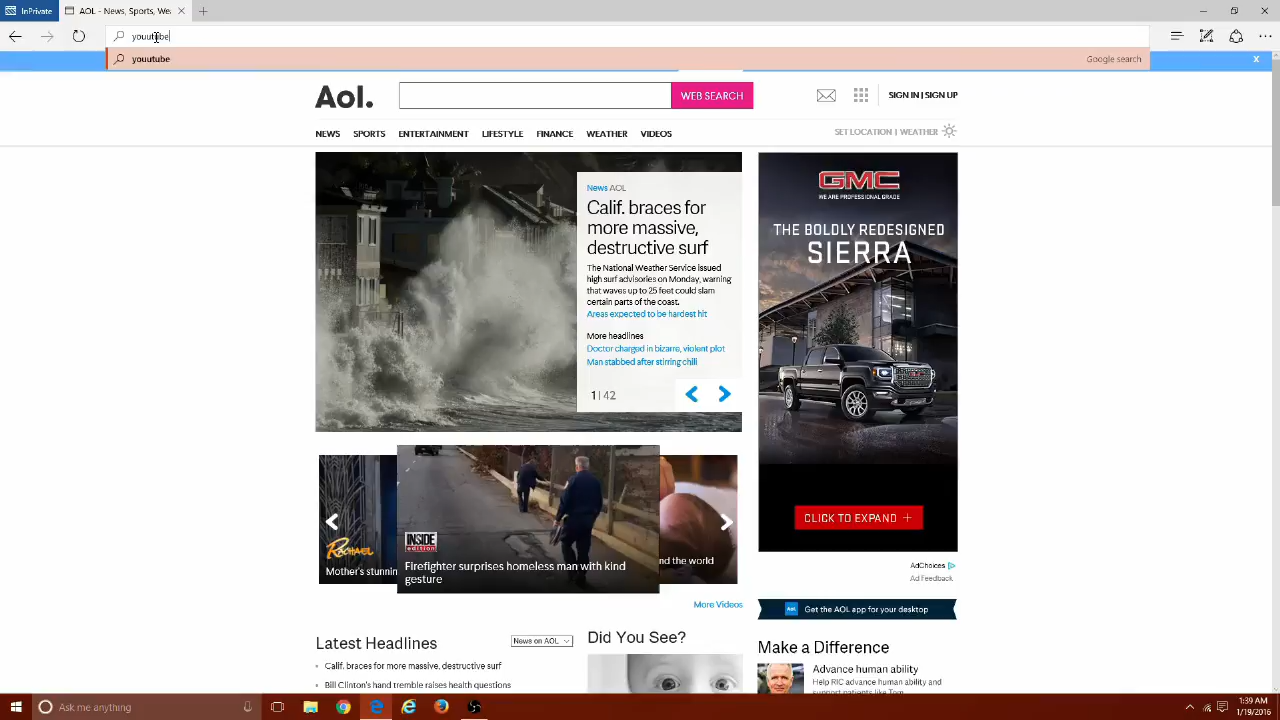 InPrivate
AOL - News, Sports, We
youutube
youutube
Google search
Aol.
WEB SEARCH
SIGN IN | SIGN UP
NEWS SPORTS ENTERTAINMENT LIFESTYLE FINANCE WEATHER VIDEOS
SET LOCATION | WEATHER
News AOL
Calif. braces for
more massive,
destructive surf
The National Weather Service issued
high surf advisories on Monday, warning
that waves up to 25 feet could slam
certain parts of the coast.
Areas expected to be hardest hit
More headlines
Doctor charged in bizarre, violent plot
Man stabbed after stirring chili
1 | 42
GMC
WE ARE PROFESSIONAL GRADE
THE BOLDLY REDESIGNED
SIERRA
CLICK TO EXPAND +
AdChoices
Ad Feedback
RACHAEL
Mother's stunnin
INSIDE
edition
Firefighter surprises homeless man with kind
gesture
nd the world
More Videos
Aol.
Get the AOL app for your desktop
Latest Headlines
News on AOL
Calif. braces for more massive, destructive surf
Bill Clinton's hand tremble raises health questions
Did You See?
Make a Difference
Advance human ability
Help RIC advance human ability and
support patients like Tom
Ask me anything
1:39 AM
1/19/2016